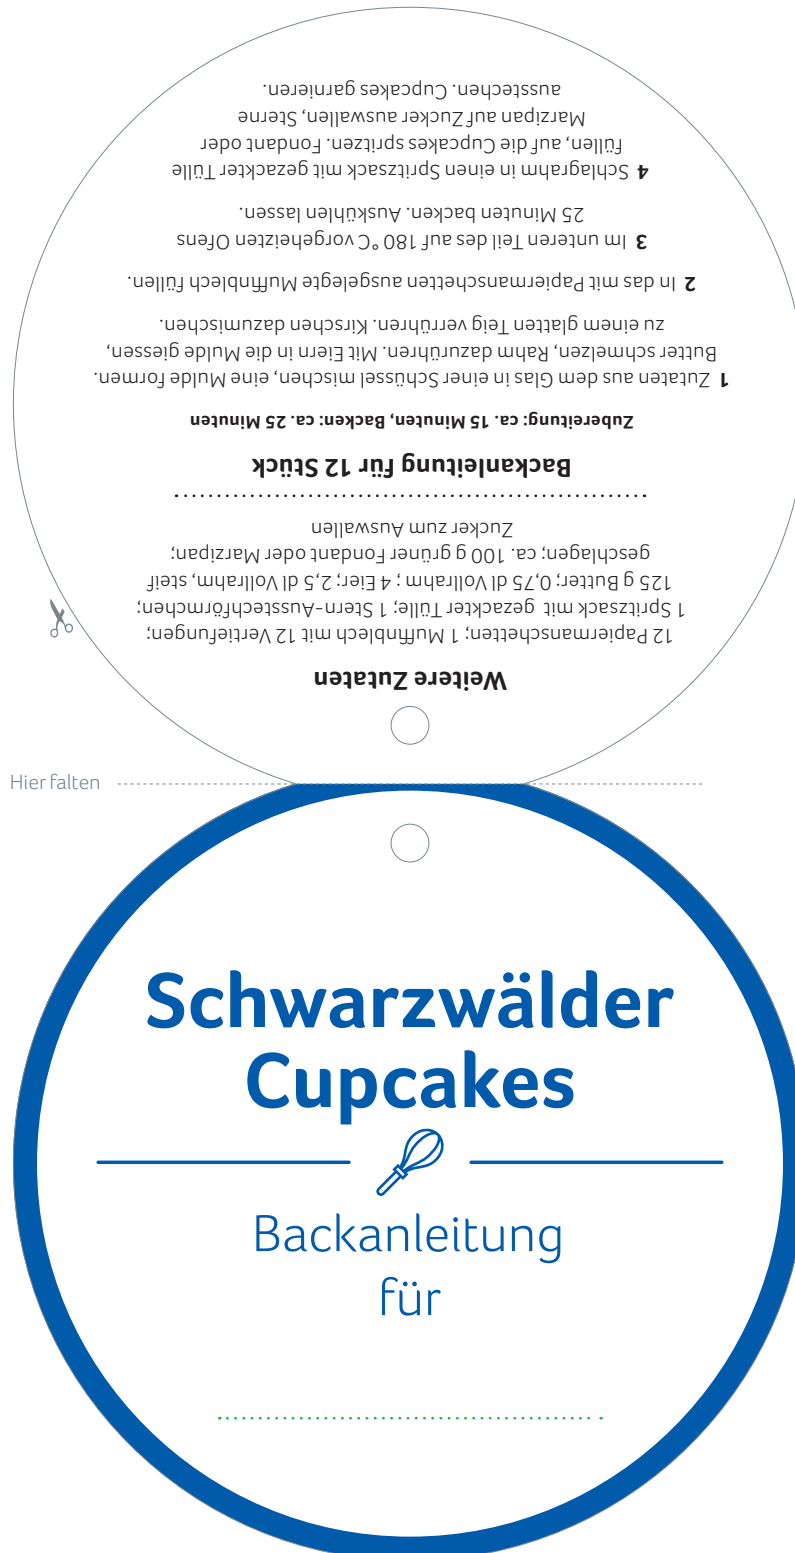 Weitere Zutaten
12 Papiermanschetten; 1 Muffinblech mit 12 Vertiefungen;
1 Spritzsack mit gezackter Tülle; 1 Stern-Ausstechförmchen;
125 g Butter; 0,75 dl Vollrahm ; 4 Eier; 2,5 dl Vollrahm, steif
geschlagen; ca. 100 g grüner Fondant oder Marzipan;
Zucker zum Auswallen
Backanleitung für 12 Stück
Zubereitung: ca. 15 Minuten, Backen: ca. 25 Minuten
1 Zutaten aus dem Glas in einer Schüssel mischen, eine Mulde formen.
Butter schmelzen, Rahm dazurühren. Mit Eiern in die Mulde giessen,
zu einem glatten Teig verrühren. Kirschen dazumischen.
2 In das mit Papiermanschetten ausgelegte Muffinblech füllen.
3 Im unteren Teil des auf 180 °C vorgeheizten Ofens
25 Minuten backen. Auskühlen lassen.
4 Schlagrahm in einen Spritzsack mit gezackter Tülle
füllen, auf die Cupcakes spritzen. Fondant oder
Marzipan auf Zucker auswallen, Sterne
ausstechen. Cupcakes garnieren.
Hier falten
Schwarzwälder
Cupcakes
Backanleitung
für